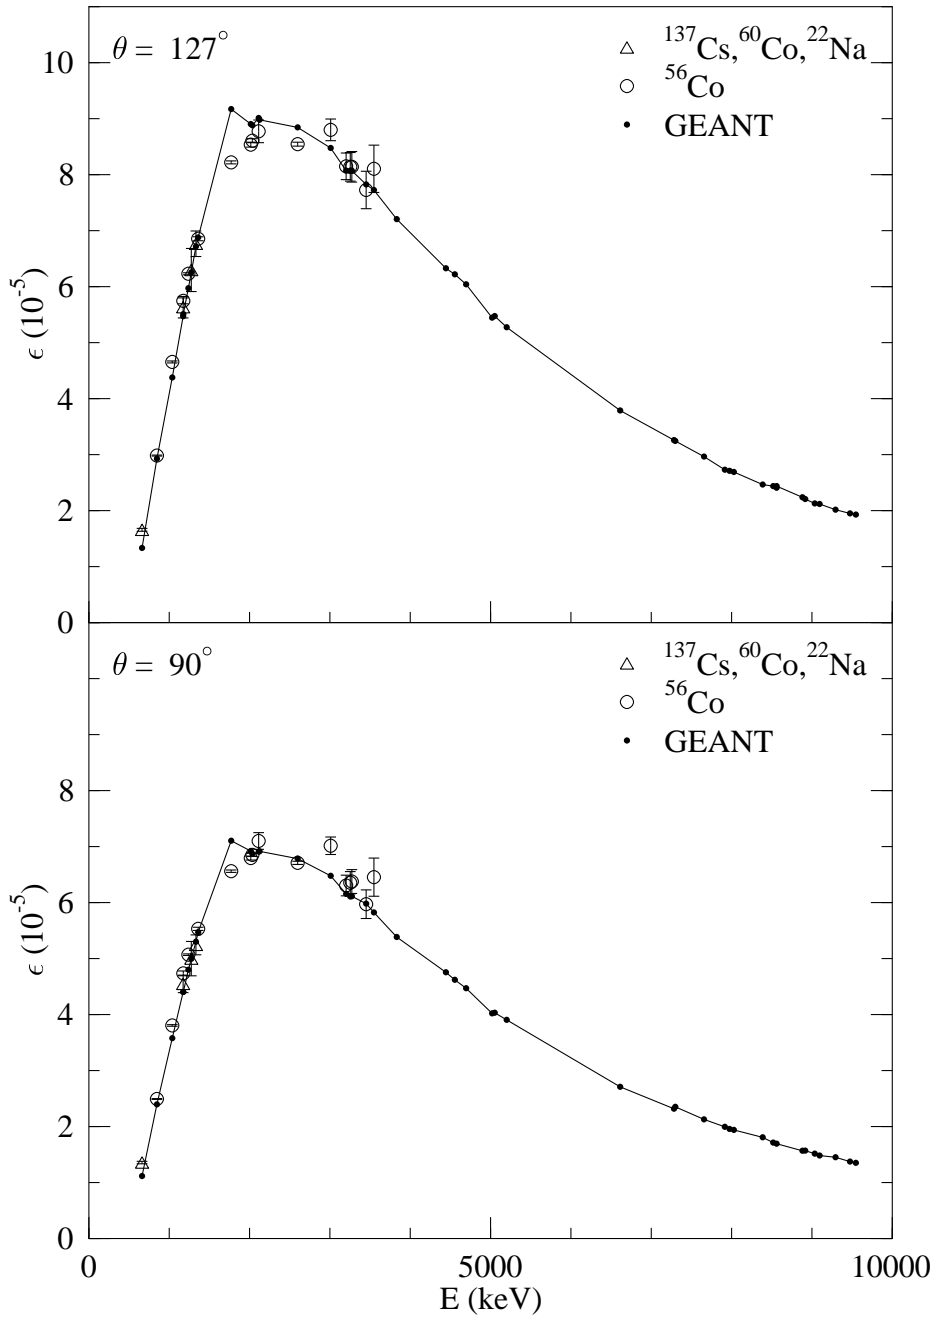 θ = 127°
¹³⁷Cs,⁶⁰Co,²²Na
⁵⁶Co
GEANT
10
8
6
4
2
0
ϵ (10⁻⁵)
θ = 90°
¹³⁷Cs,⁶⁰Co,²²Na
⁵⁶Co
GEANT
8
6
4
2
0
ϵ (10⁻⁵)
0 5000 10000
E (keV)